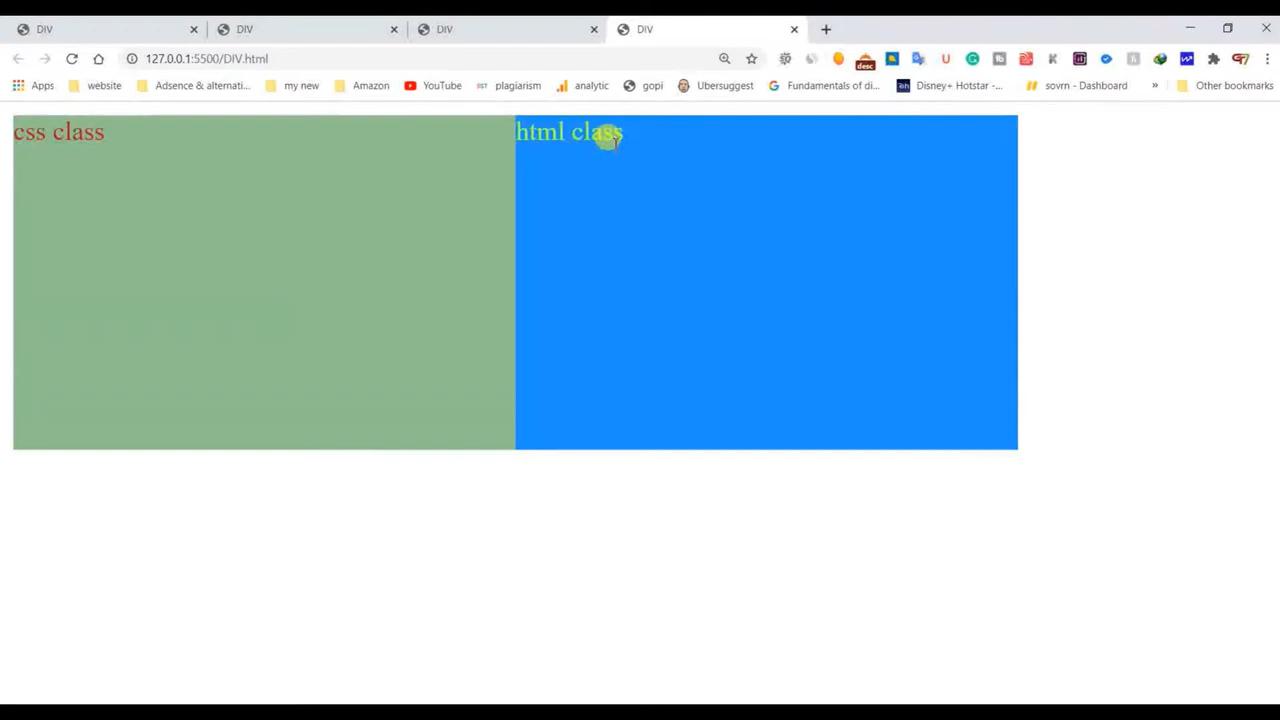 DIV DIV DIV DIV
127.0.0.1:5500/DIV.html
Apps website Adsence & alternati... my new Amazon YouTube plagiarism analytic gopi Ubersuggest Fundamentals of di... Disney+ Hotstar -... sovrn - Dashboard » Other bookmarks
css class html class